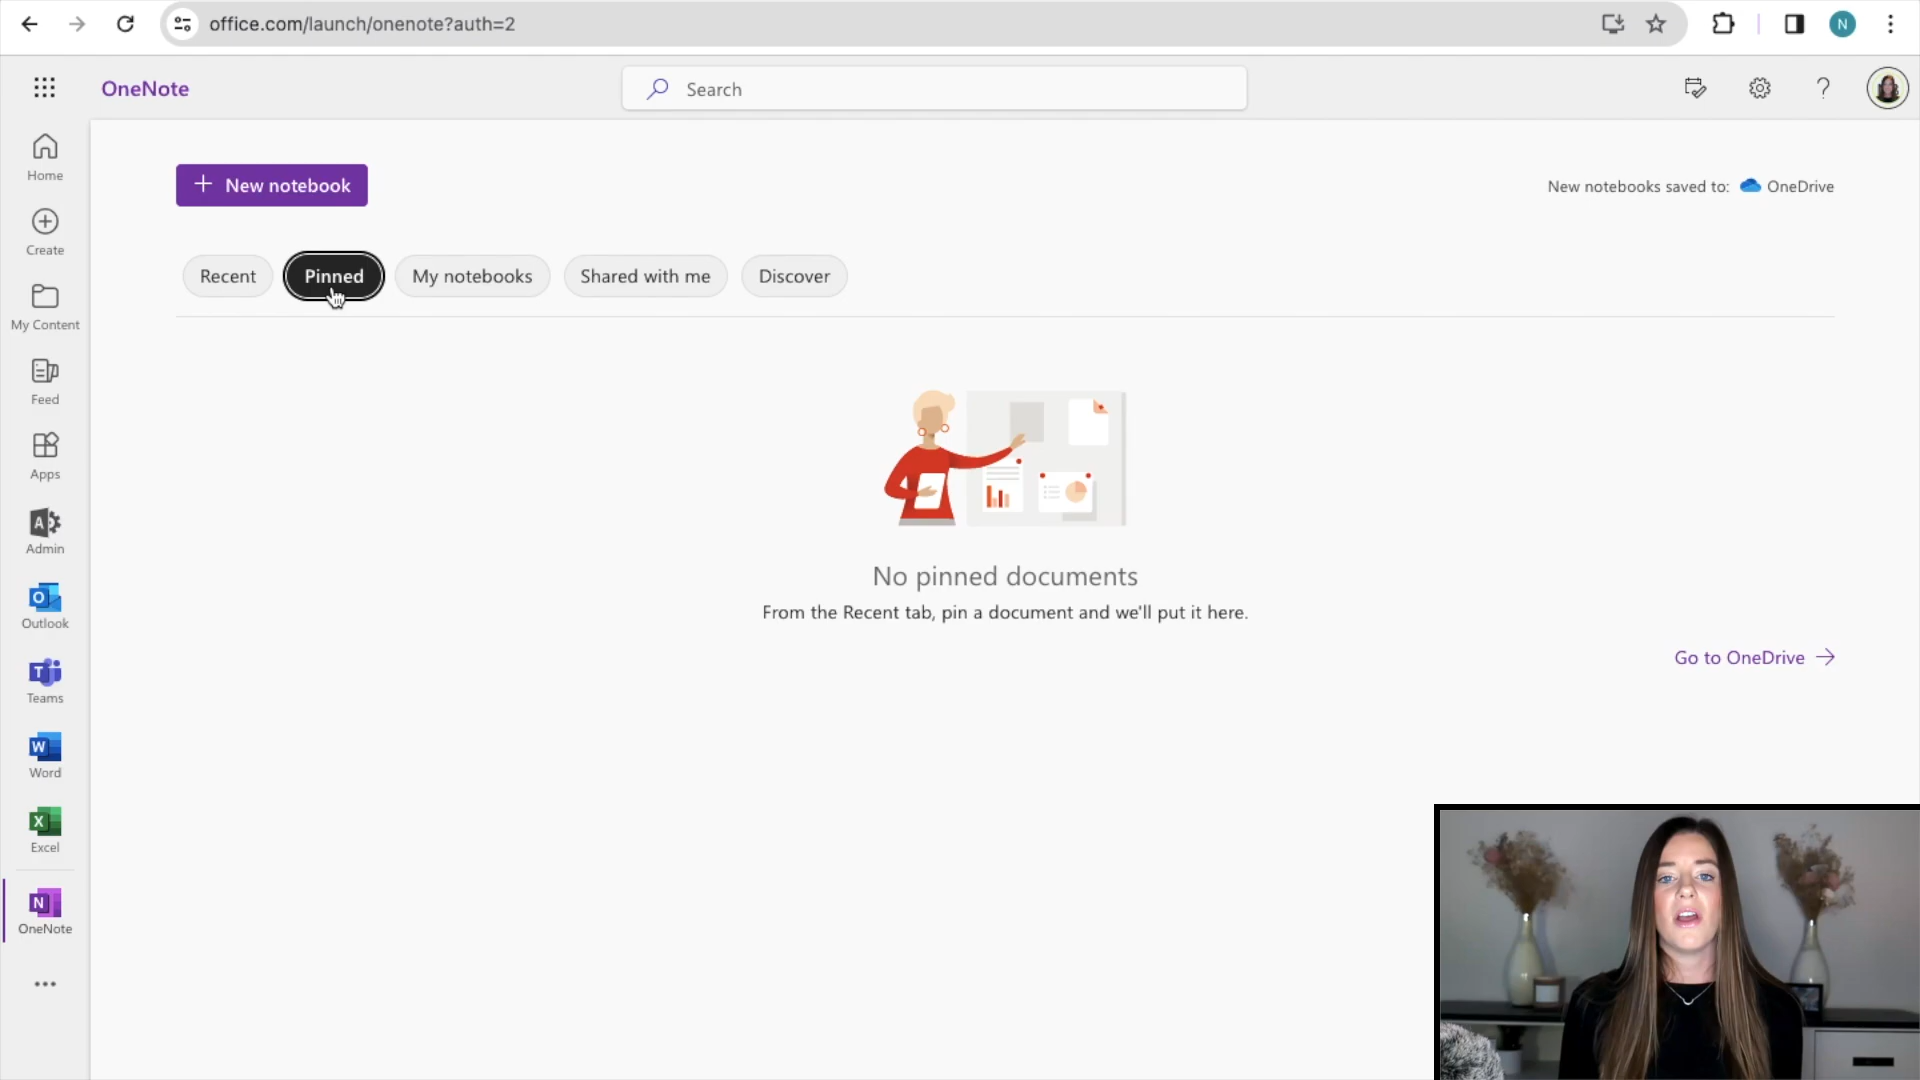 office.com/launch/onenote?auth=2
N
OneNote
Search
Home
Create
My Content
Feed
Apps
Admin
Outlook
Teams
Word
Excel
OneNote
+ New notebook
New notebooks saved to: OneDrive
Recent
Pinned
My notebooks
Shared with me
Discover
No pinned documents
From the Recent tab, pin a document and we'll put it here.
Go to OneDrive →